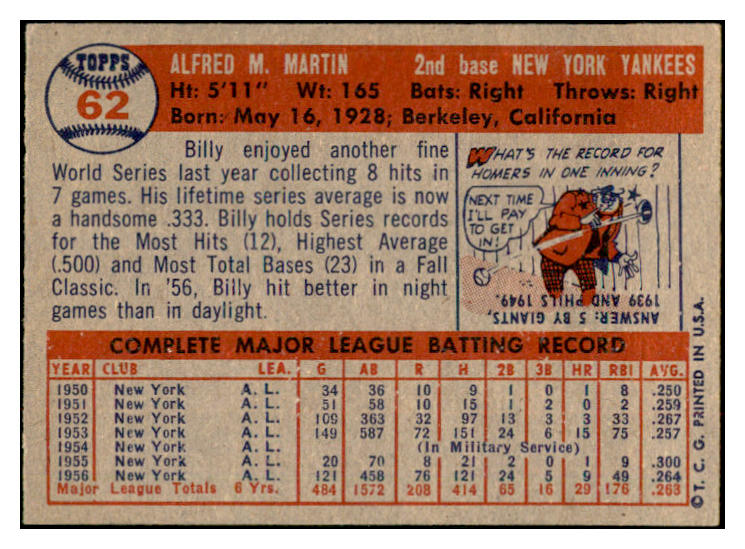 TOPPS
62
ALFRED M. MARTIN 2nd base NEW YORK YANKEES
Ht: 5'11" Wt: 165 Bats: Right Throws: Right
Born: May 16, 1928; Berkeley, California
Billy enjoyed another fine
World Series last year collecting 8 hits in
7 games. His lifetime series average is now
a handsome .333. Billy holds Series records
for the Most Hits (12), Highest Average
(.500) and Most Total Bases (23) in a Fall
Classic. In '56, Billy hit better in night
games than in daylight.
WHAT'S THE RECORD FOR
HOMERS IN ONE INNING?
NEXT TIME
I'LL PAY
TO GET
IN!
ANSWER: 5 BY GIANTS,
1939 AND PHILS 1949.
COMPLETE MAJOR LEAGUE BATTING RECORD
YEAR CLUB LEA. G AB R H 2B 3B HR RBI AVG.
1950 New York A. L. 34 36 10 9 1 0 1 8 .250
1951 New York A. L. 51 58 10 15 1 2 0 2 .259
1952 New York A. L. 109 363 32 97 13 3 3 33 .267
1953 New York A. L. 149 587 72 151 24 6 15 75 .257
1954 New York A. L. (In Military Service)
1955 New York A. L. 20 70 8 21 2 0 1 9 .300
1956 New York A. L. 121 458 76 121 24 5 9 49 .264
Major League Totals 6 Yrs. 484 1572 208 414 65 16 29 176 .263
© T. C. G. PRINTED IN U.S.A.